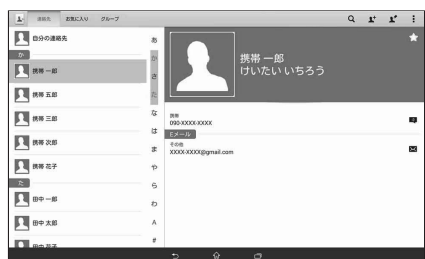 連絡先 お気に入り グループ
自分の連絡先
か
携帯 一郎
携帯 五郎
携帯 三郎
携帯 次郎
携帯 花子
た
田中 一郎
田中 太郎
田中 花子
あ
か
さ
た
な
は
ま
や
ら
わ
A
#
携帯 一郎
けいたい いちろう
携帯
090-XXXX-XXXX
Eメール
その他
XXXX-XXXX@gmail.com